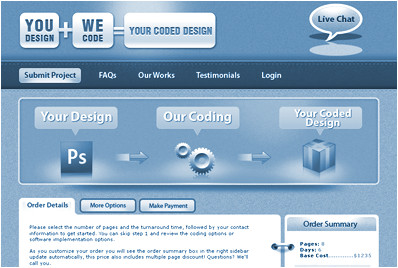 YOU DESIGN + WE CODE = YOUR CODED DESIGN
Live Chat
Submit Project FAQs Our Works Testimonials Login
Your Design Our Coding Your Coded Design
Ps
Order Details More Options Make Payment
Please select the number of pages and the turnaround time, followed by your contact
information to get started. You can skip step 1 and review the coding options or
software implementation options.
As you customize your order you will see the order summary box in the right sidebar
update automatically, this price also includes multiple page discount! Questions? We'll
call you.
Order Summary
Pages:
Days:
Base Cost